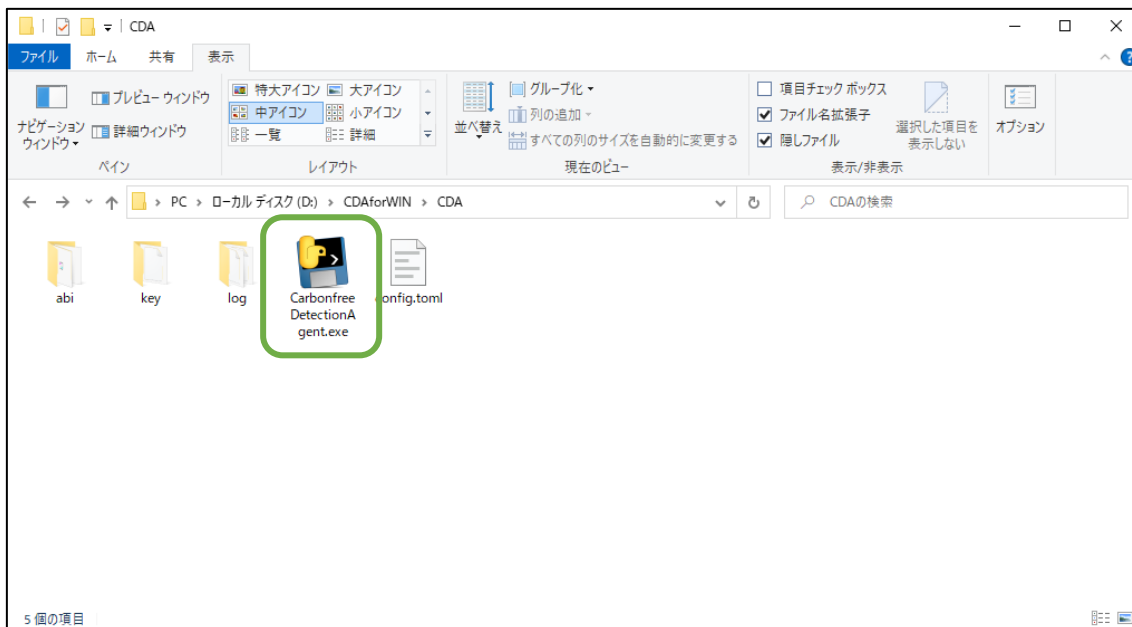 CDA
ファイル ホーム 共有 表示
ナビゲーション
ウィンドウ
プレビュー ウィンドウ
詳細ウィンドウ
ペイン
特大アイコン 大アイコン
中アイコン 小アイコン
一覧 詳細
レイアウト
並べ替え
グループ化
列の追加
すべての列のサイズを自動的に変更する
現在のビュー
項目チェック ボックス
ファイル名拡張子
隠しファイル
選択した項目を
表示しない
表示/非表示
オプション
PC › ローカル ディスク (D:) › CDAforWIN › CDA
CDAの検索
abi
key
log
Carbonfree
DetectionA
gent.exe
config.toml
5 個の項目